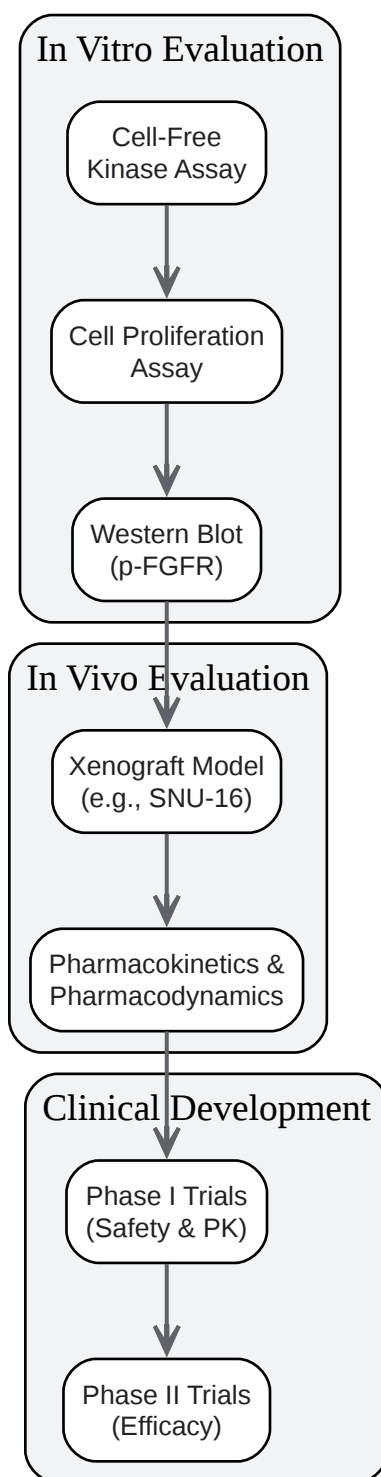 In Vitro Evaluation
Cell-Free
Kinase Assay
Cell Proliferation
Assay
Western Blot
(p-FGFR)
In Vivo Evaluation
Xenograft Model
(e.g., SNU-16)
Pharmacokinetics &
Pharmacodynamics
Clinical Development
Phase I Trials
(Safety & PK)
Phase II Trials
(Efficacy)